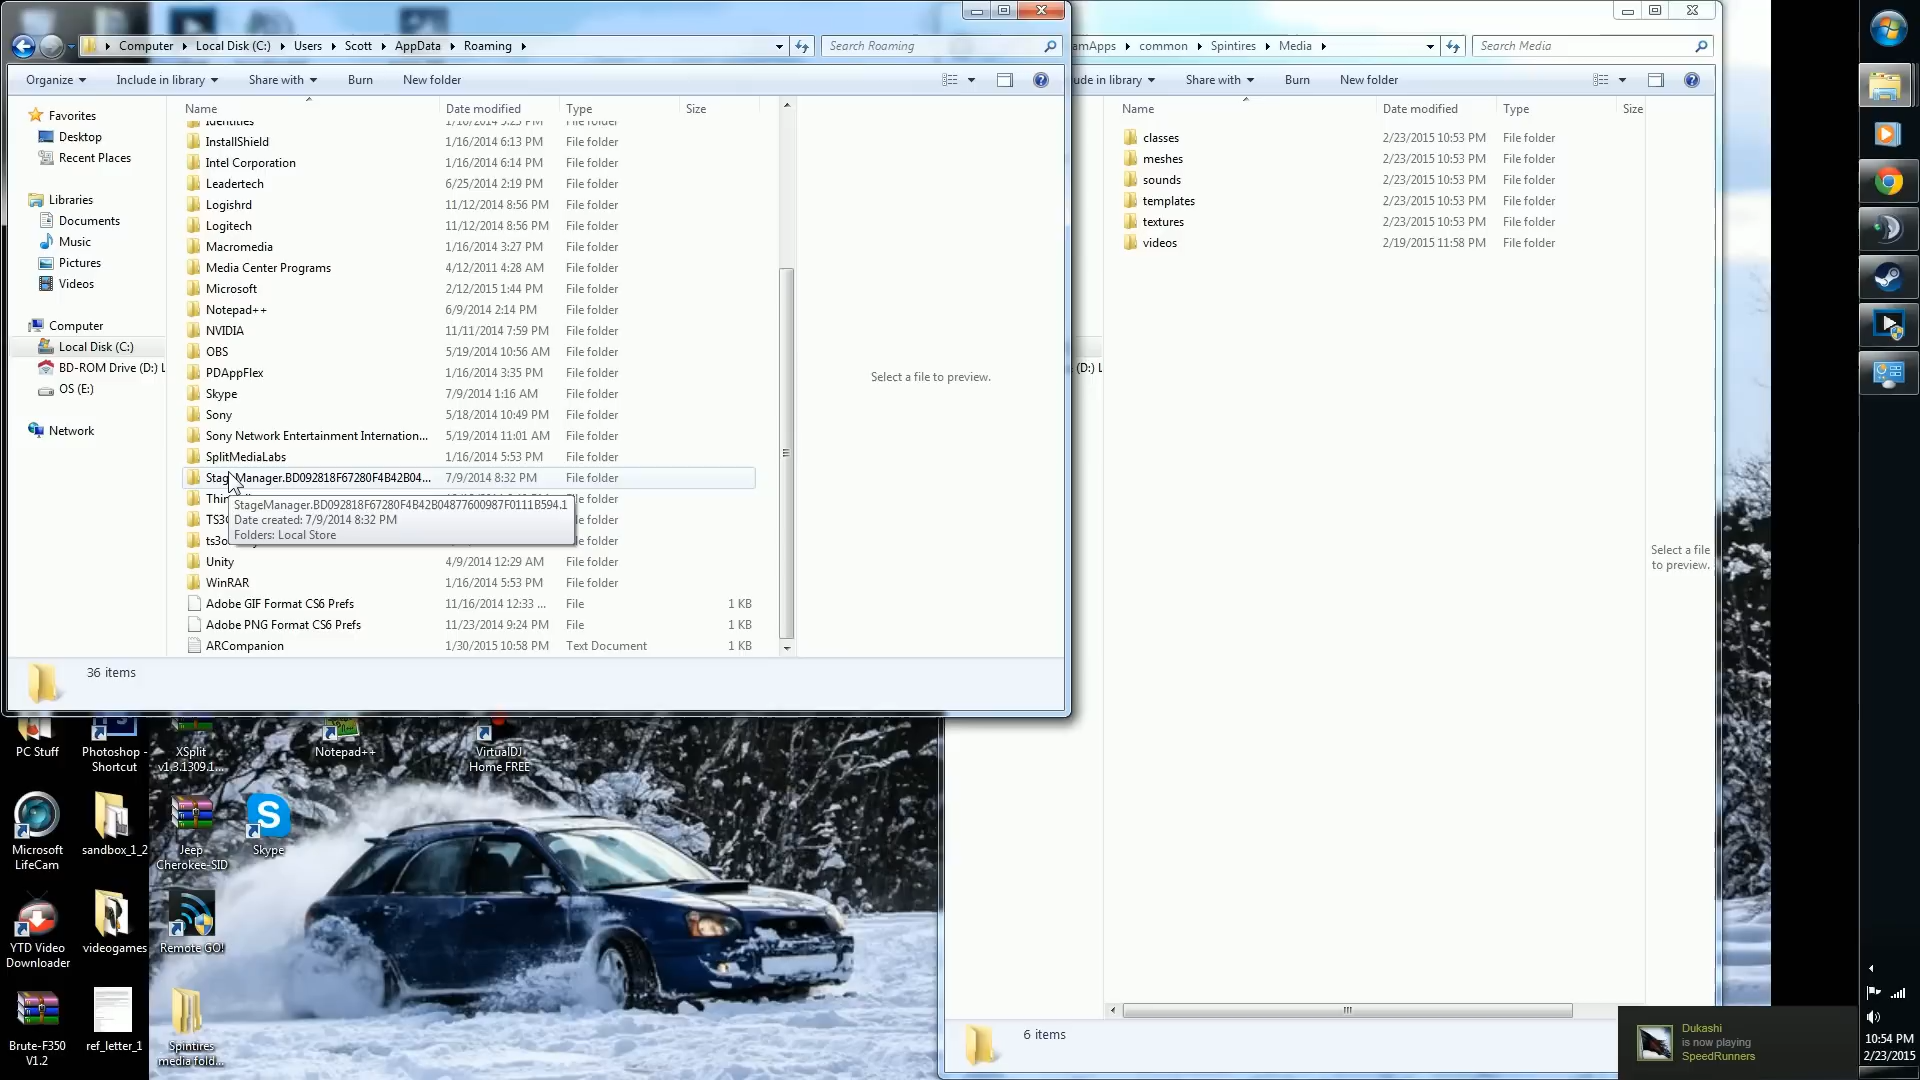 Computer
Local Disk (C:)
Users
Scott
AppData
Roaming
Search Roaming
Organize
Include in library
Share with
Burn
New folder
Name
Date modified
Type
Size
Favorites
Desktop
Recent Places
Libraries
Documents
Music
Pictures
Videos
Computer
Local Disk (C:)
BD-ROM Drive (D:) L
OS (E:)
Network
Identities
InstallShield 1/16/2014 6:13 PM File folder
Intel Corporation 1/16/2014 6:14 PM File folder
Leadertech 6/25/2014 2:19 PM File folder
Logishrd 11/12/2014 8:56 PM File folder
Logitech 11/12/2014 8:56 PM File folder
Macromedia 1/16/2014 3:27 PM File folder
Media Center Programs 4/12/2011 4:28 AM File folder
Microsoft 2/12/2015 1:44 PM File folder
Notepad++ 6/9/2014 2:14 PM File folder
NVIDIA 11/11/2014 7:59 PM File folder
OBS 5/19/2014 10:56 AM File folder
PDAppFlex 1/16/2014 3:35 PM File folder
Skype 7/9/2014 1:16 AM File folder
Sony 5/18/2014 10:49 PM File folder
Sony Network Entertainment Internation... 5/19/2014 11:01 AM File folder
SplitMediaLabs 1/16/2014 5:53 PM File folder
StageManager.BD092818F67280F4B42B04... 7/9/2014 8:32 PM File folder
StageManager.BD092818F67280F4B42B04877600987F0111B594.1
Date created: 7/9/2014 8:32 PM
Folders: Local Store
Unity 4/9/2014 12:29 AM File folder
WinRAR 1/16/2014 5:53 PM File folder
Adobe GIF Format CS6 Prefs 11/16/2014 12:33 ... File 1 KB
Adobe PNG Format CS6 Prefs 11/23/2014 9:24 PM File 1 KB
ARCompanion 1/30/2015 10:58 PM Text Document 1 KB
Select a file to preview.
36 items
amApps
common
Spintires
Media
Search Media
ude in library
Share with
Burn
New folder
Name
Date modified
Type
Size
classes 2/23/2015 10:53 PM File folder
meshes 2/23/2015 10:53 PM File folder
sounds 2/23/2015 10:53 PM File folder
templates 2/23/2015 10:53 PM File folder
textures 2/23/2015 10:53 PM File folder
videos 2/19/2015 11:58 PM File folder
(D:) L
Select a file
to preview.
6 items
PC Stuff
Photoshop -
Shortcut
XSplit
v1.3.1309.1...
Notepad++
VirtualDJ
Home FREE
Microsoft
LifeCam
sandbox_1_2
Jeep
Cherokee-SID
Skype
YTD Video
Downloader
videogames
Remote GO!
Brute-F350
V1.2
ref_letter_1
Spintires
media fold...
Dukashi
is now playing
SpeedRunners
10:54 PM
2/23/2015